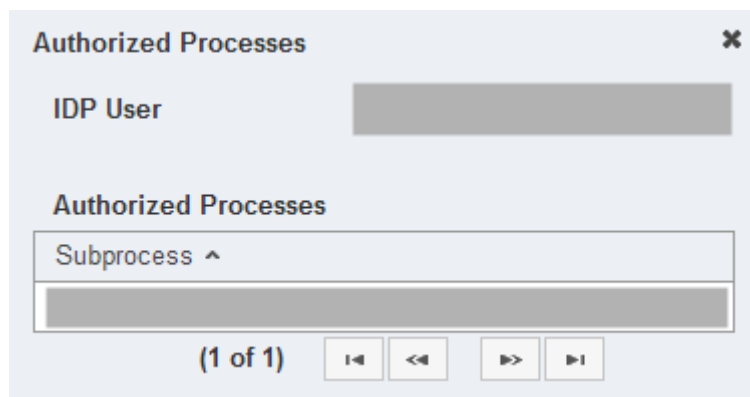 Authorized Processes
IDP User
Authorized Processes
Subprocess
(1 of 1)